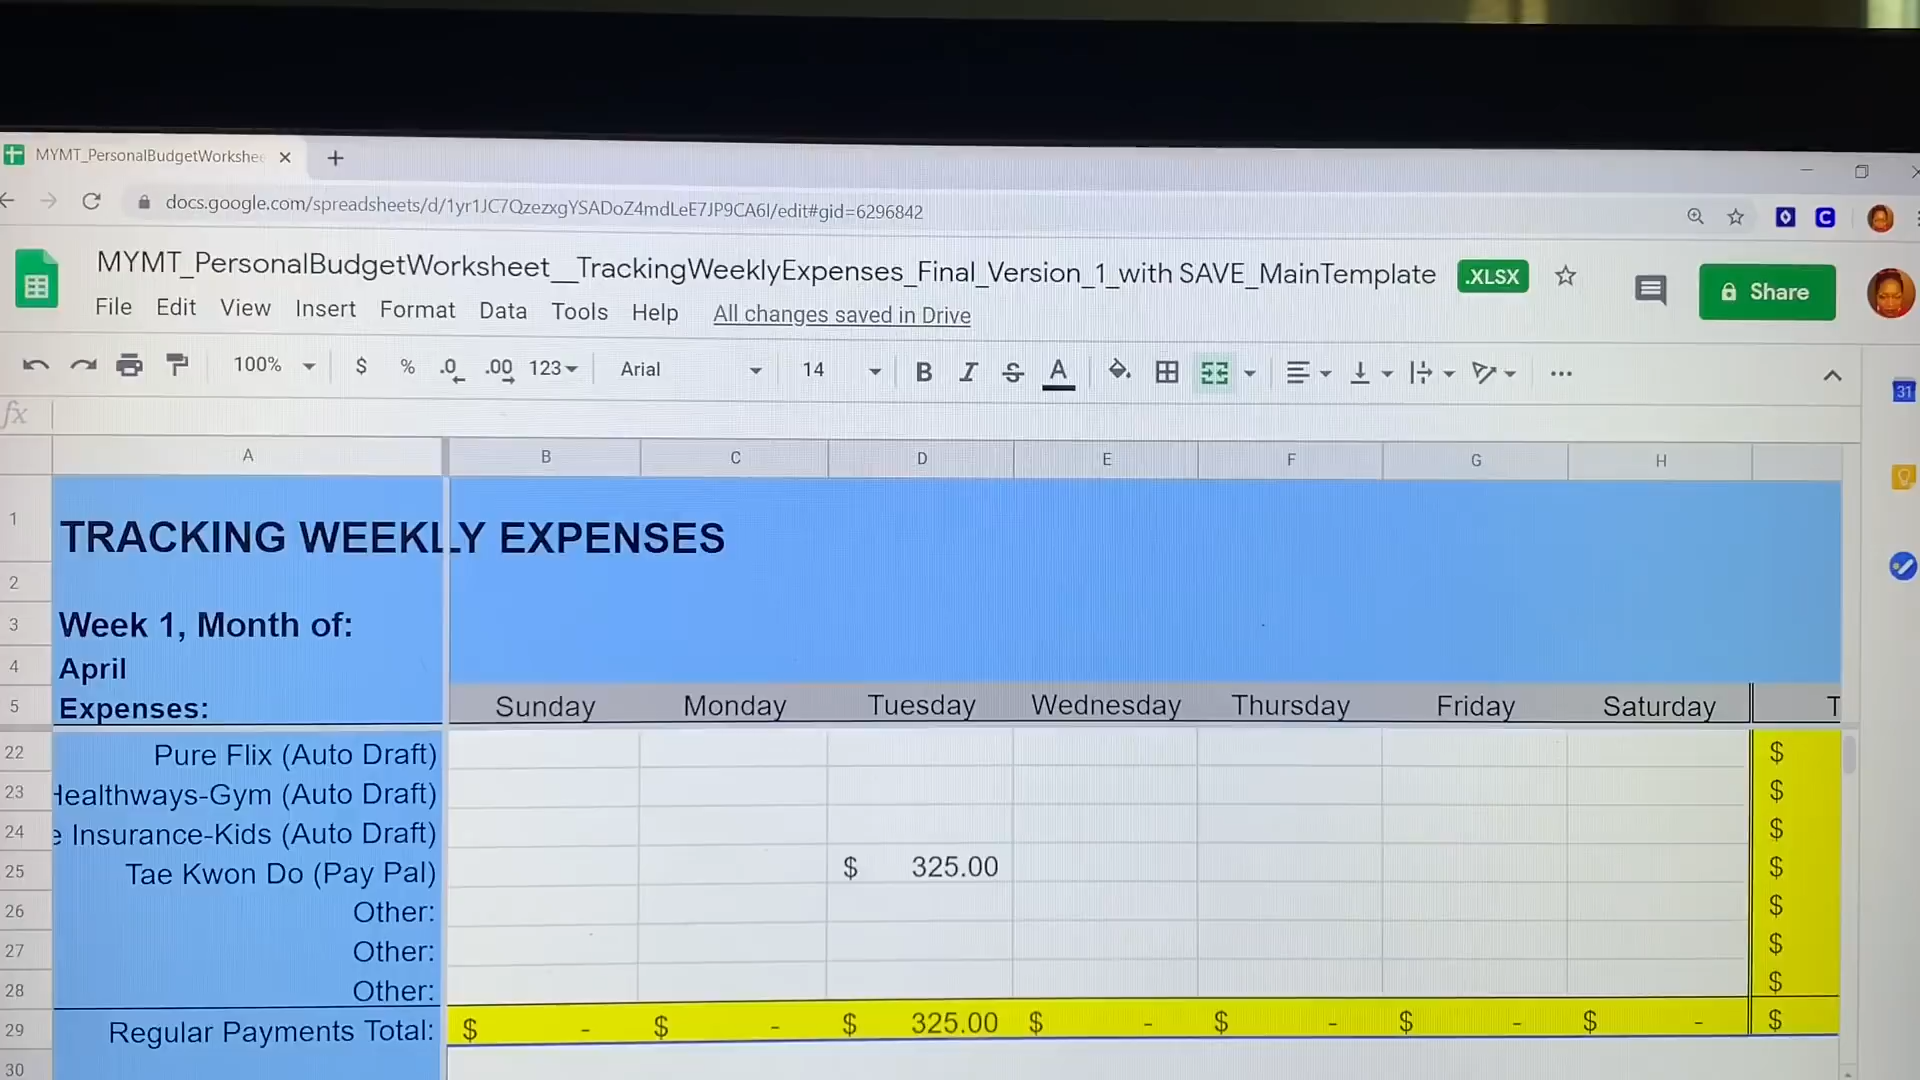 MYMT_PersonalBudgetWorkshee
docs.google.com/spreadsheets/d/1yr1JC7QzezxgYSADoZ4mdLeE7JP9CA6I/edit#gid=6296842
MYMT_PersonalBudgetWorksheet__TrackingWeeklyExpenses_Final_Version_1_with SAVE_MainTemplate .XLSX
Share
File Edit View Insert Format Data Tools Help All changes saved in Drive
100% $ % .0 .00 123 Arial 14 B I S A
31
fx
A B C D E F G H
1 TRACKING WEEKLY EXPENSES
2
3 Week 1, Month of:
4 April
5 Expenses: Sunday Monday Tuesday Wednesday Thursday Friday Saturday T
22 Pure Flix (Auto Draft) $
23 Healthways-Gym (Auto Draft) $
24 e Insurance-Kids (Auto Draft) $
25 Tae Kwon Do (Pay Pal) $ 325.00 $
26 Other: $
27 Other: $
28 Other: $
29 Regular Payments Total: $ - $ - $ 325.00 $ - $ - $ - $ - $
30